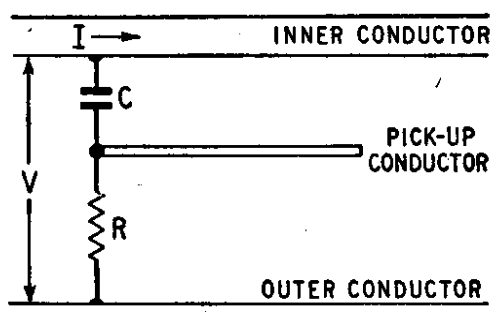 I INNER CONDUCTOR
C
PICK-UP
CONDUCTOR
V
R
OUTER CONDUCTOR